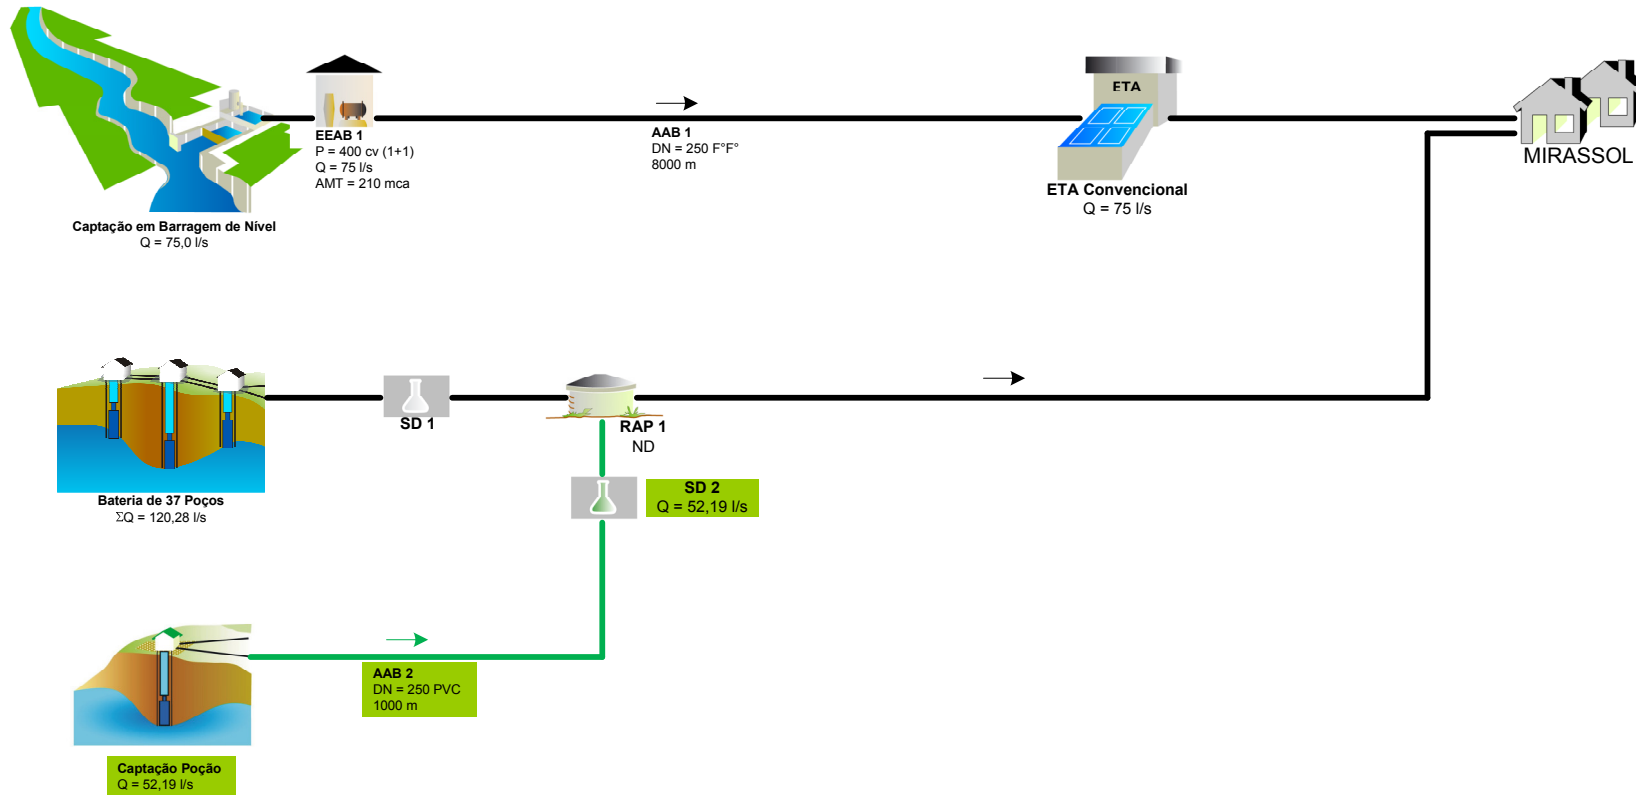 EEAB 1
P = 400 cv (1+1)
Q = 75 l/s
AMT = 210 mca
AAB 1
DN = 250 F°F°
8000 m
ETA
ETA Convencional
Q = 75 l/s
MIRASSOL
Captação em Barragem de Nível
Q = 75,0 l/s
SD 1
RAP 1
ND
Bateria de 37 Poços
ΣQ = 120,28 l/s
SD 2
Q = 52,19 l/s
AAB 2
DN = 250 PVC
1000 m
Captação Poção
Q = 52,19 l/s